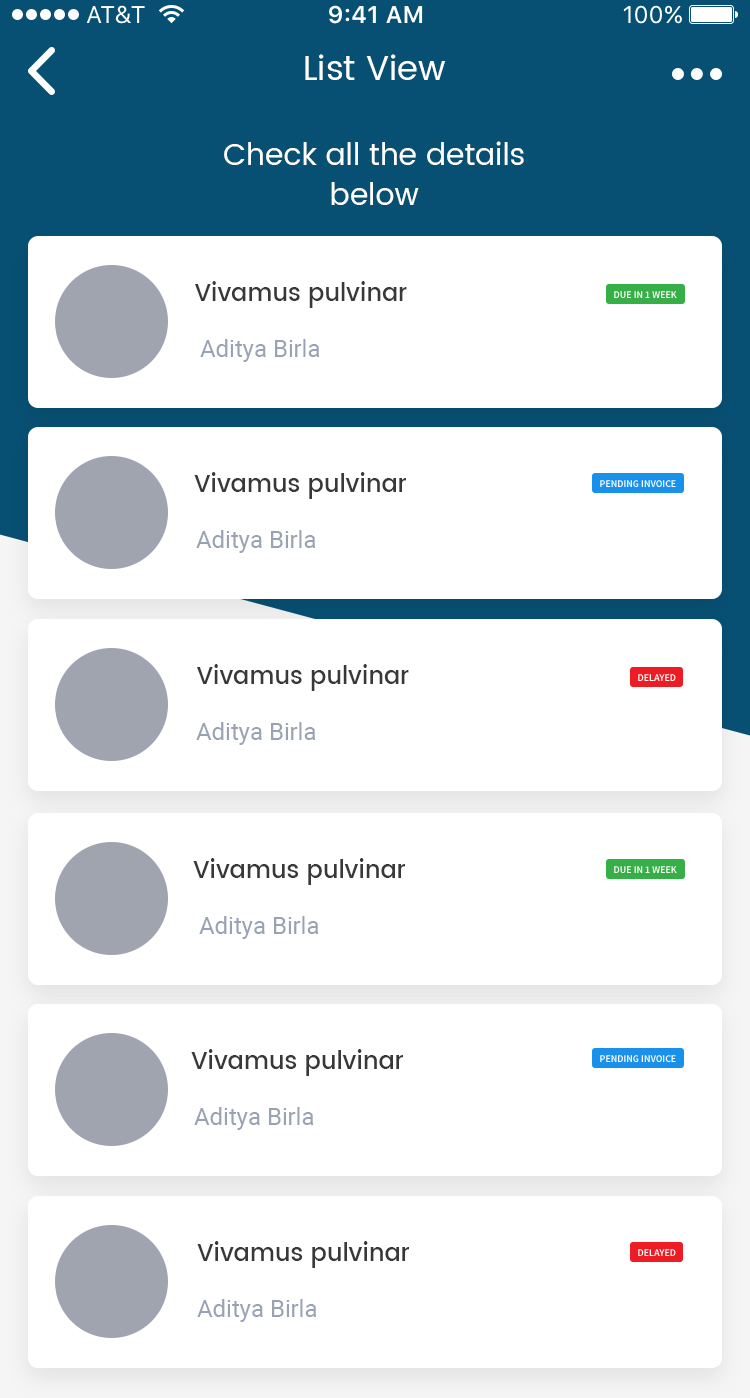 AT&T 9:41 AM 100%
List View
Check all the details
below
Vivamus pulvinar DUE IN 1 WEEK
Aditya Birla
Vivamus pulvinar PENDING INVOICE
Aditya Birla
Vivamus pulvinar DELAYED
Aditya Birla
Vivamus pulvinar DUE IN 1 WEEK
Aditya Birla
Vivamus pulvinar PENDING INVOICE
Aditya Birla
Vivamus pulvinar DELAYED
Aditya Birla